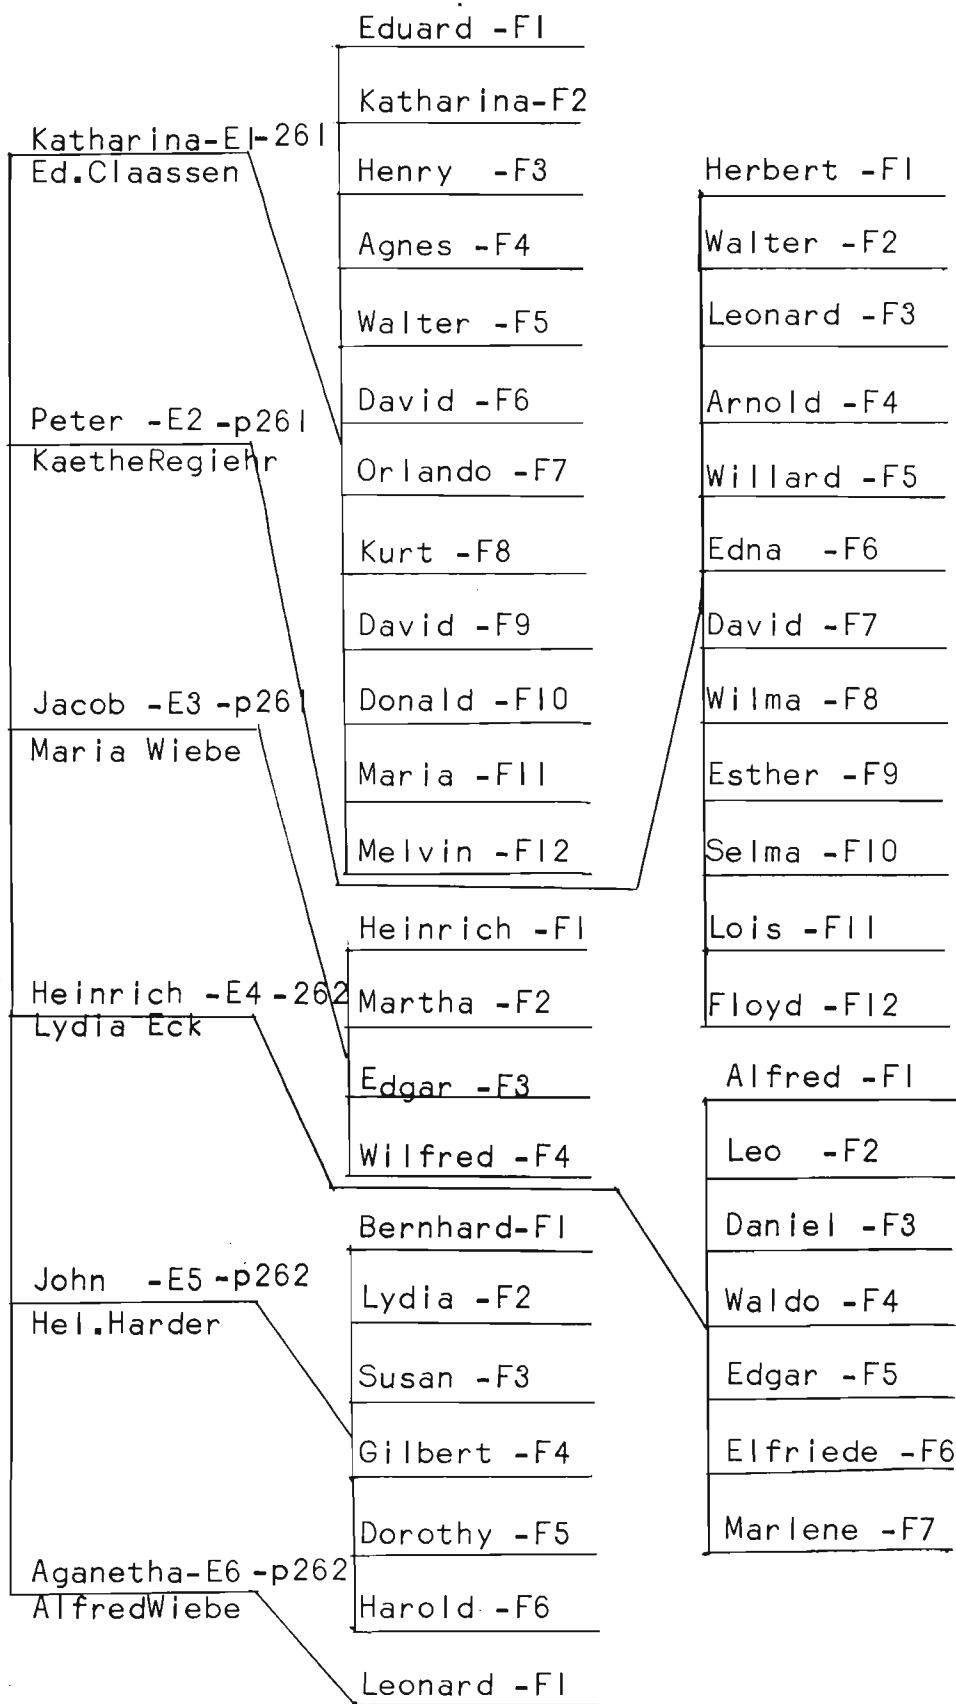 Katharina-E1-261
Ed.Claassen
Peter -E2 -p261
KaetheRegiehr
Jacob -E3 -p261
Maria Wiebe
Heinrich -E4 -262
Lydia Eck
John -E5 -p262
Hel.Harder
Aganetha-E6 -p262
AlfredWiebe
Eduard -F1
Katharina-F2
Henry -F3
Agnes -F4
Walter -F5
David -F6
Orlando -F7
Kurt -F8
David -F9
Donald -F10
Maria -F11
Melvin -F12
Heinrich -F1
Martha -F2
Edgar -F3
Wilfred -F4
Bernhard-F1
Lydia -F2
Susan -F3
Gilbert -F4
Dorothy -F5
Harold -F6
Leonard -F1
Herbert -F1
Walter -F2
Leonard -F3
Arnold -F4
Willard -F5
Edna -F6
David -F7
Wilma -F8
Esther -F9
Selma -F10
Lois -F11
Floyd -F12
Alfred -F1
Leo -F2
Daniel -F3
Waldo -F4
Edgar -F5
Elfriede -F6
Marlene -F7